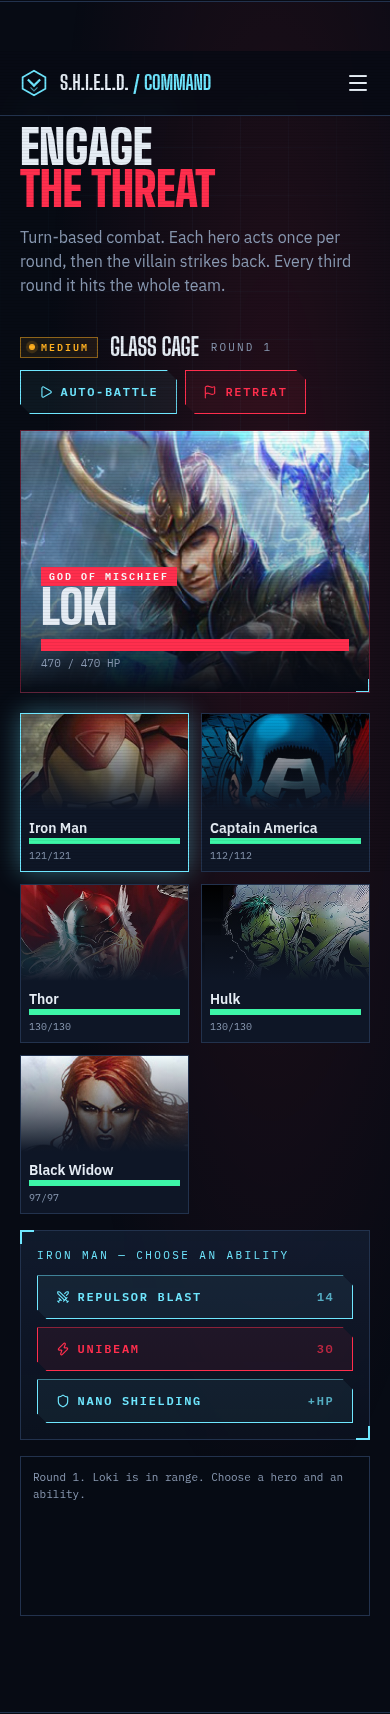 S.H.I.E.L.D. / COMMAND
ENGAGE
THE THREAT
Turn-based combat. Each hero acts once per
round, then the villain strikes back. Every third
round it hits the whole team.
MEDIUM GLASS CAGE ROUND 1
AUTO-BATTLE RETREAT
GOD OF MISCHIEF
LOKI
470 / 470 HP
Iron Man Captain America
121/121 112/112
Thor Hulk
130/130 130/130
Black Widow
97/97
IRON MAN — CHOOSE AN ABILITY
REPULSOR BLAST 14
UNIBEAM 30
NANO SHIELDING +HP
Round 1. Loki is in range. Choose a hero and an
ability.